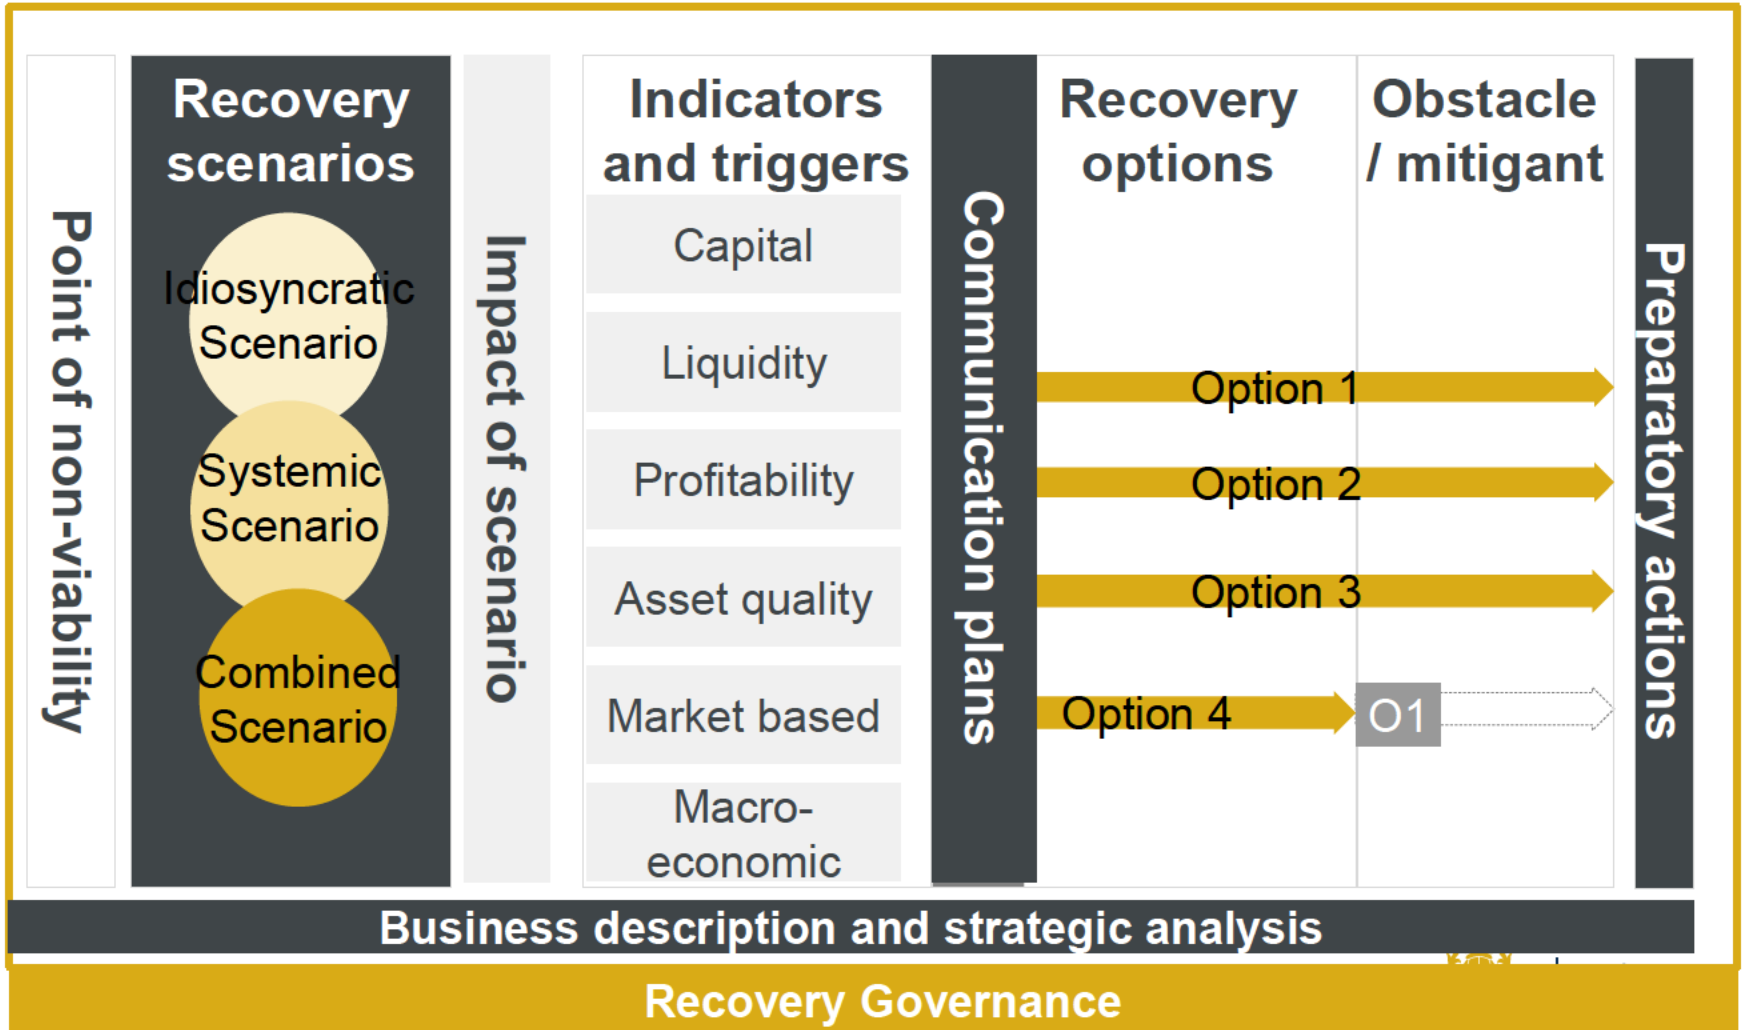 Point of non-viability
Recovery
scenarios
Idiosyncratic
Scenario
Systemic
Scenario
Combined
Scenario
Impact of scenario
Indicators
and triggers
Capital
Liquidity
Profitability
Asset quality
Market based
Macro-
economic
Communication plans
Recovery
options
Obstacle
/ mitigant
Option 1
Option 2
Option 3
Option 4
O1
Preparatory actions
Business description and strategic analysis
Recovery Governance